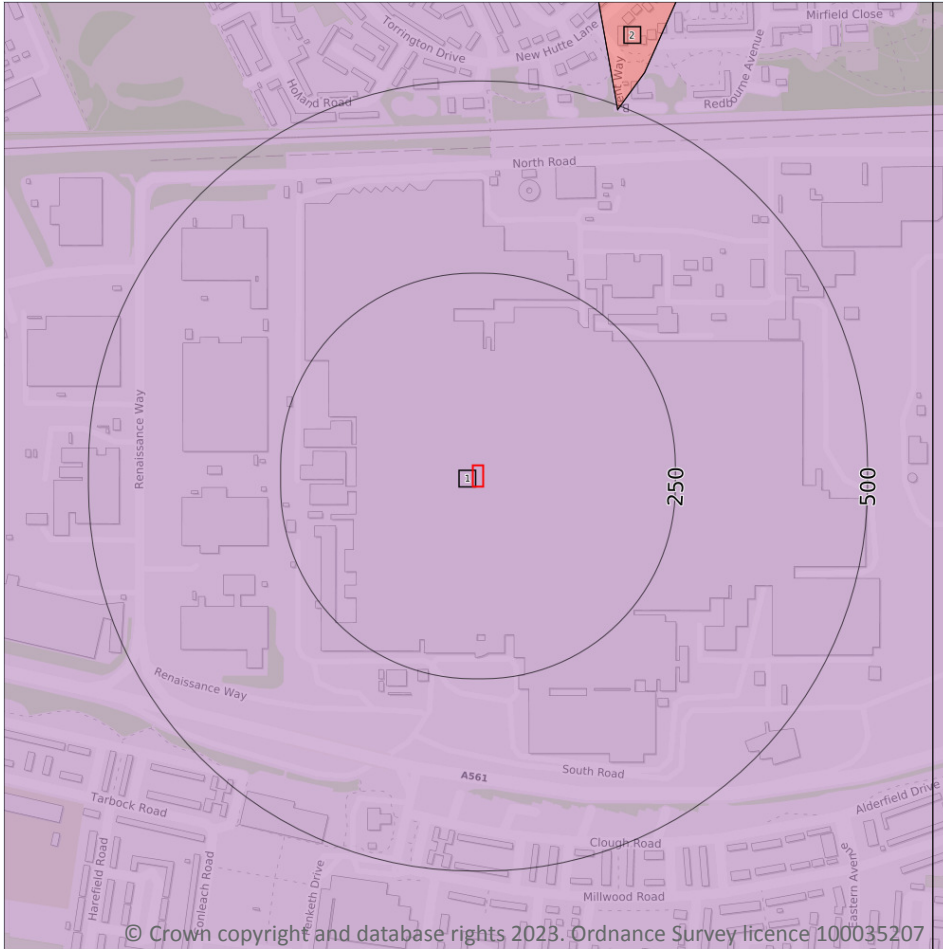 Mirfield Close
Torrington Drive
New Hutte Lane
2
Holland Road
Redbourne Avenue
North Road
Renaissance Way
1
250
500
Renaissance Way
A561
South Road
Tarbock Road
Alderfield Drive
Clough Road
Harefield Road
Millwood Road
Eastern Avenue
© Crown copyright and database rights 2023. Ordnance Survey licence 100035207